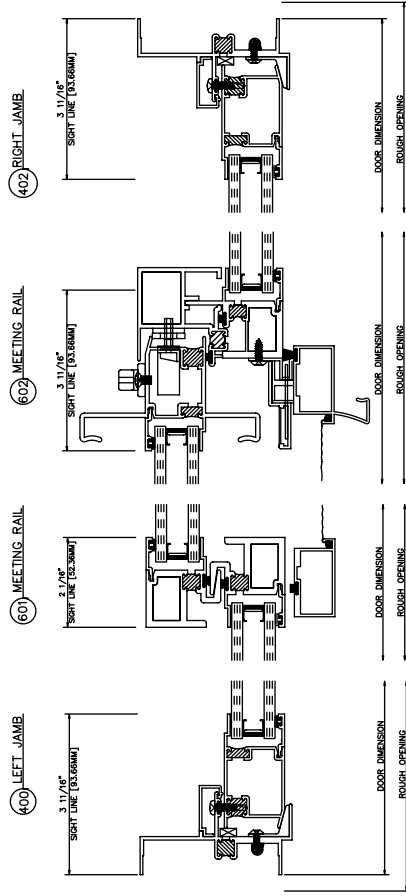 402 RIGHT JAMB
3 11/16"
SIGHT LINE [93.66MM]
DOOR DIMENSION
ROUGH OPENING
602 MEETING RAIL
3 11/16"
SIGHT LINE [93.66MM]
DOOR DIMENSION
ROUGH OPENING
601 MEETING RAIL
2 1/16"
SIGHT LINE [52.36MM]
DOOR DIMENSION
ROUGH OPENING
400 LEFT JAMB
3 11/16"
SIGHT LINE [93.66MM]
DOOR DIMENSION
ROUGH OPENING